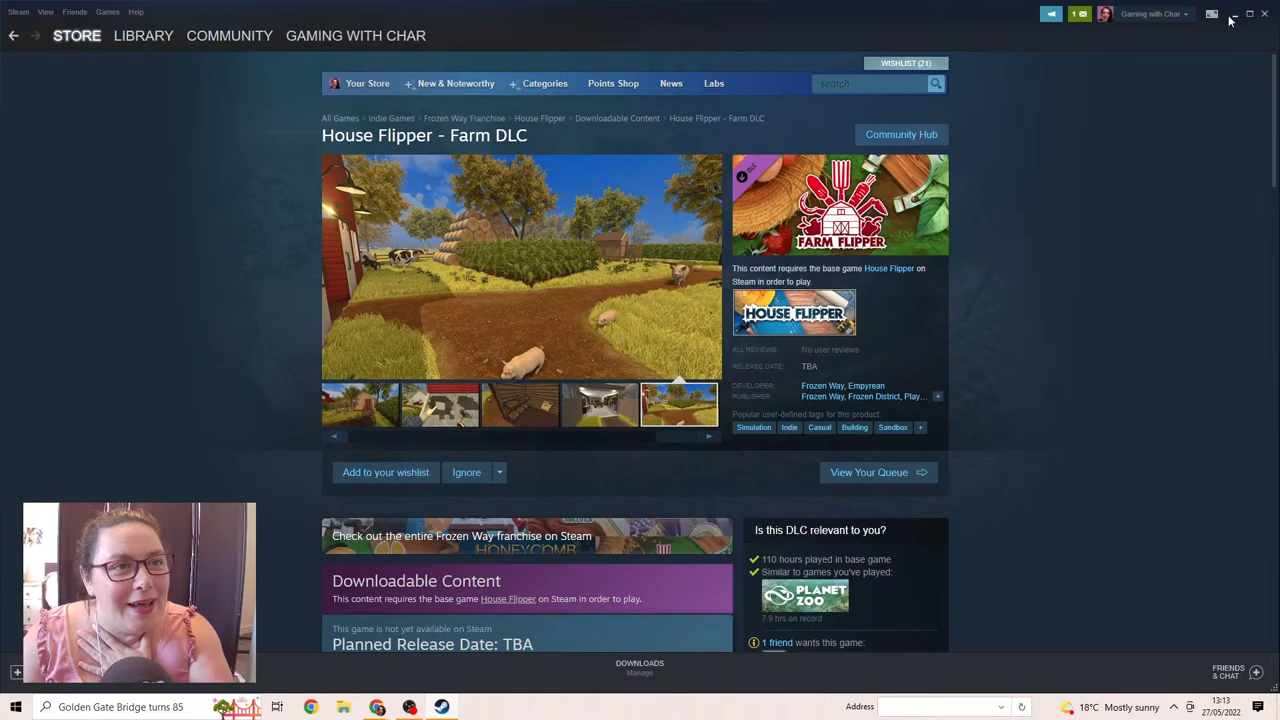 Steam View Friends Games Help
1
Gaming with Char
STORE LIBRARY COMMUNITY GAMING WITH CHAR
WISHLIST (21)
Your Store New & Noteworthy Categories Points Shop News Labs search
All Games > Indie Games > Frozen Way Franchise > House Flipper > Downloadable Content > House Flipper - Farm DLC
House Flipper - Farm DLC
Community Hub
DLC
FARM FLIPPER
This content requires the base game House Flipper on
Steam in order to play.
HOUSE FLIPPER
ALL REVIEWS: No user reviews
RELEASE DATE: TBA
DEVELOPER: Frozen Way, Empyrean
PUBLISHER: Frozen Way, Frozen District, Play... +
Popular user-defined tags for this product:
Simulation Indie Casual Building Sandbox +
Add to your wishlist Ignore View Your Queue
Check out the entire Frozen Way franchise on Steam
HONEYCOMB
Downloadable Content
This content requires the base game House Flipper on Steam in order to play.
This game is not yet available on Steam
Planned Release Date: TBA
Is this DLC relevant to you?
110 hours played in base game
Similar to games you've played:
PLANET ZOO
7.9 hrs on record
1 friend wants this game:
DOWNLOADS
Manage
FRIENDS
& CHAT
Golden Gate Bridge turns 85
Address
18°C Mostly sunny
13:13
27/05/2022